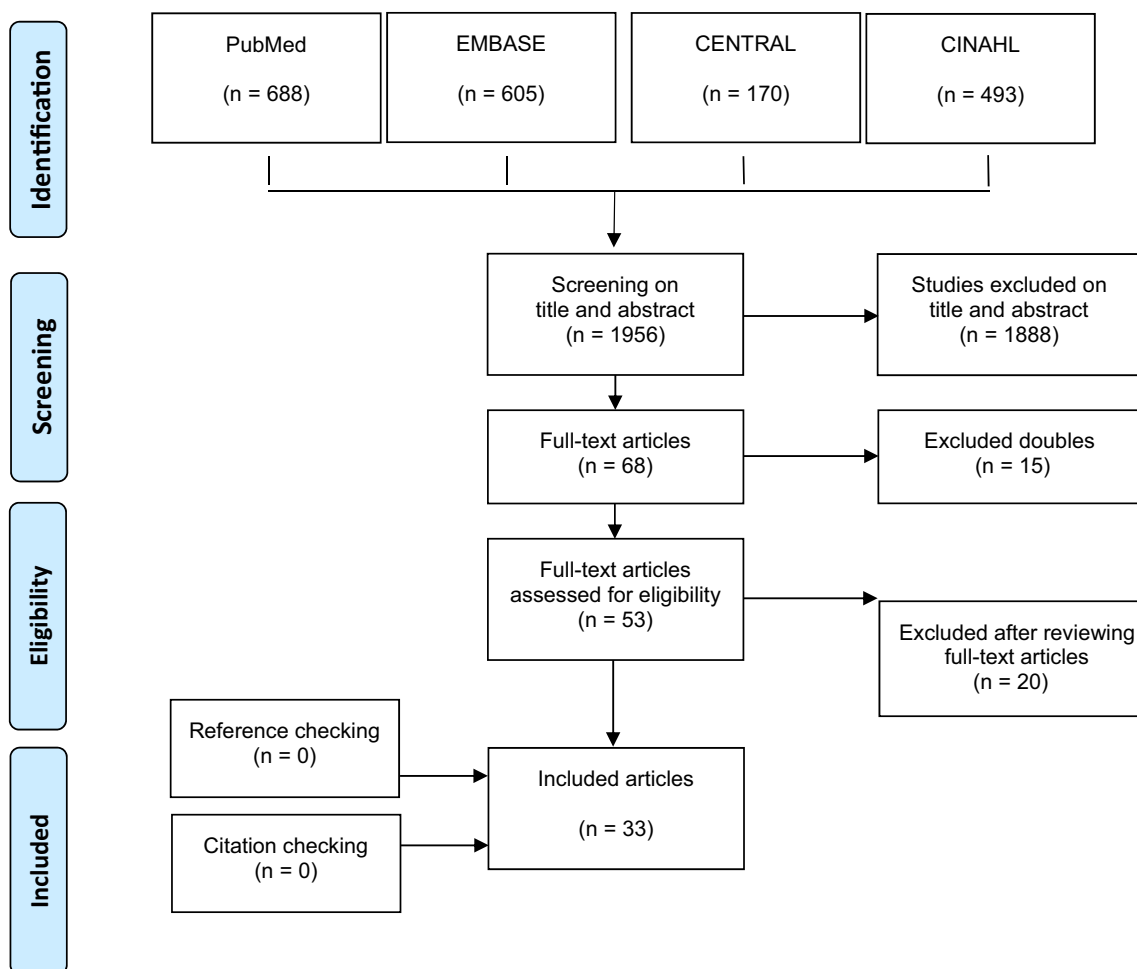 Identification
PubMed
(n = 688)
EMBASE
(n = 605)
CENTRAL
(n = 170)
CINAHL
(n = 493)
Screening
Screening on
title and abstract
(n = 1956)
Studies excluded on
title and abstract
(n = 1888)
Full-text articles
(n = 68)
Excluded doubles
(n = 15)
Eligibility
Full-text articles
assessed for eligibility
(n = 53)
Excluded after reviewing
full-text articles
(n = 20)
Included
Reference checking
(n = 0)
Included articles
(n = 33)
Citation checking
(n = 0)